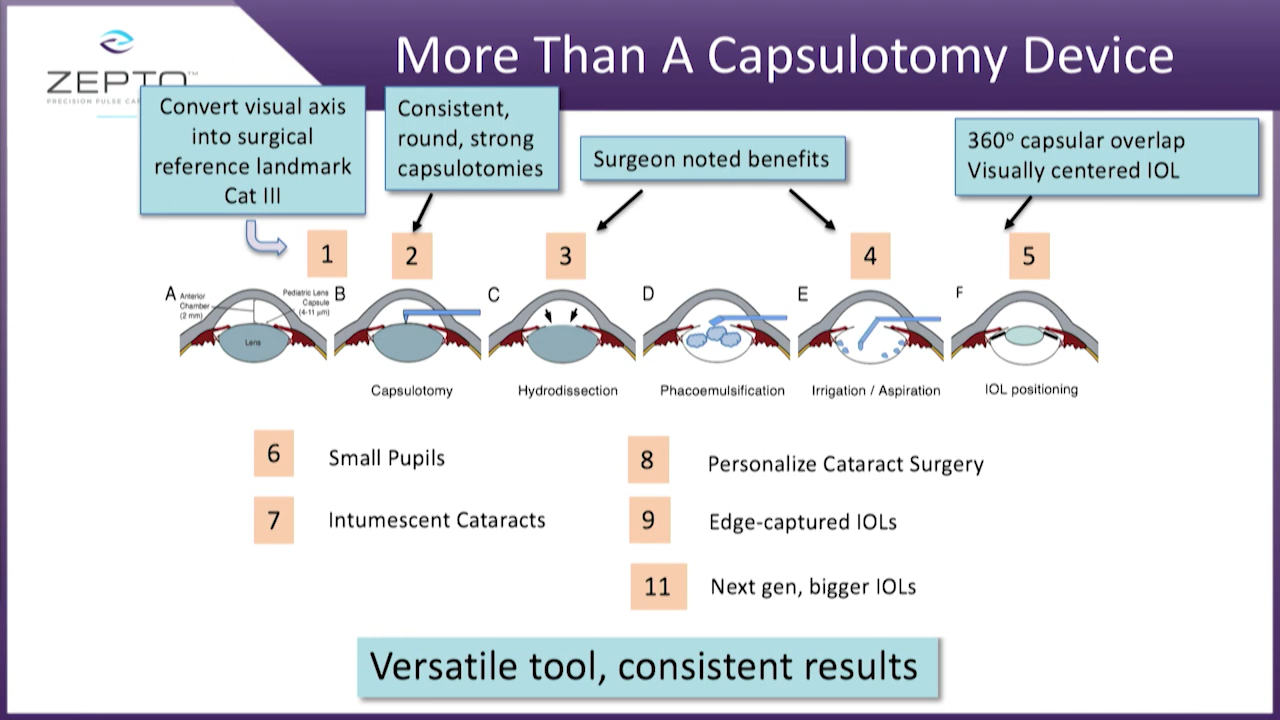 More Than A Capsulotomy Device
ZEPTO™
PRECISION PULSE
Convert visual axis
into surgical
reference landmark
Cat III
Consistent,
round, strong
capsulotomies
Surgeon noted benefits
360° capsular overlap
Visually centered IOL
1
2
3
4
5
A
Anterior
Chamber
(2 mm)
Pediatric Lens
Capsule
(4-11 μm)
Lens
B
C
D
E
F
Capsulotomy
Hydrodissection
Phacoemulsification
Irrigation / Aspiration
IOL positioning
6
Small Pupils
7
Intumescent Cataracts
8
Personalize Cataract Surgery
9
Edge-captured IOLs
11
Next gen, bigger IOLs
Versatile tool, consistent results